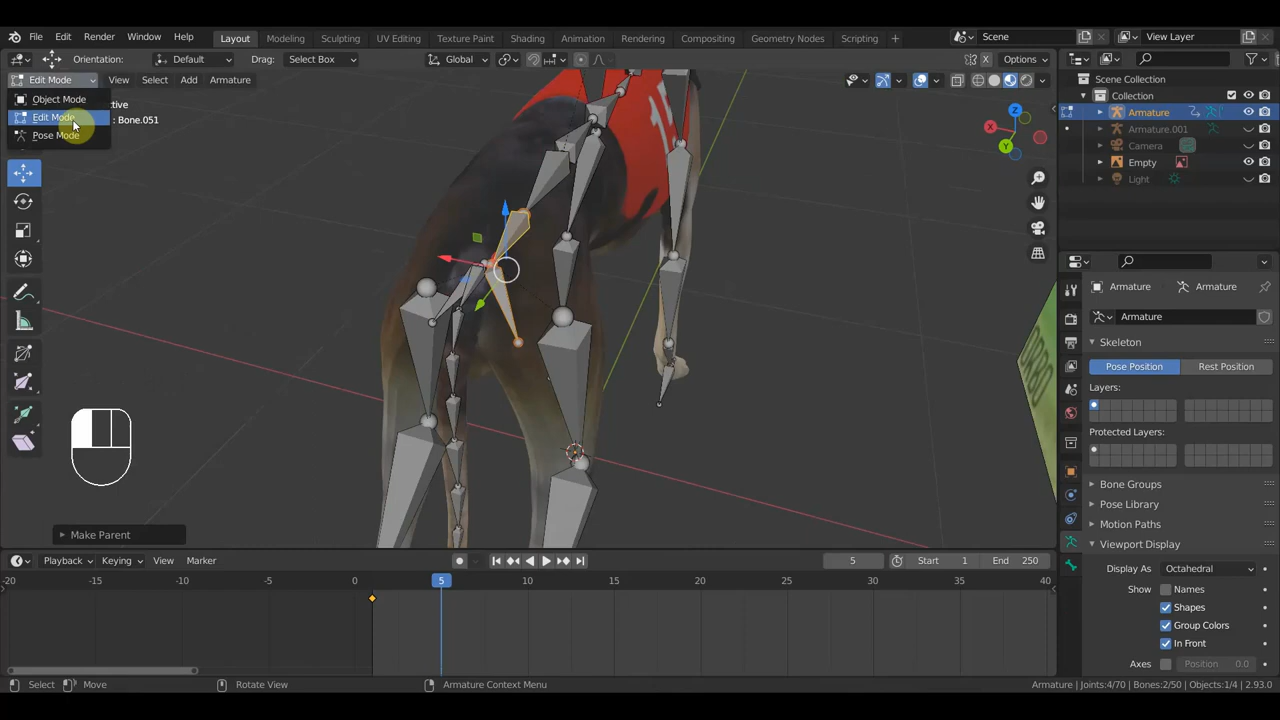 File Edit Render Window Help Layout Modeling Sculpting UV Editing Texture Paint Shading Animation Rendering Compositing Geometry Nodes Scripting + Scene View Layer
Orientation: Default Drag: Select Box Global X Options
Edit Mode View Select Add Armature
Object Mode
Edit Mode
Pose Mode
tive
: Bone.051
X
Y
Z
Make Parent
Scene Collection
Collection
Armature
Armature.001
Camera
Empty
Light
Armature Armature
Armature
Skeleton
Pose Position Rest Position
Layers:
Protected Layers:
Bone Groups
Pose Library
Motion Paths
Viewport Display
Display As Octahedral
Show Names
Shapes
Group Colors
In Front
Axes Position 0.0
Playback Keying View Marker 5 Start 1 End 250
-20 -15 -10 -5 0 5 10 15 20 25 30 35 40
Select Move Rotate View Armature Context Menu Armature | Joints:4/70 | Bones:2/50 | Objects:1/4 | 2.93.0